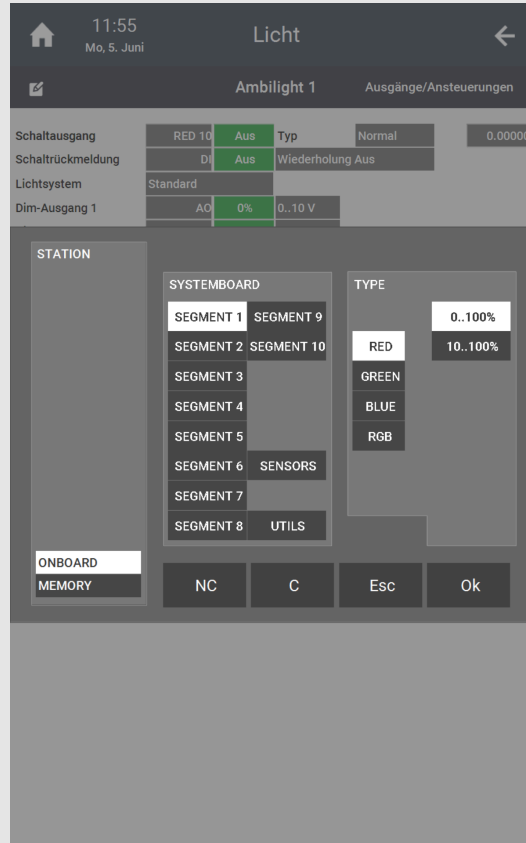 11:55
Mo, 5. Juni
Licht
Ambilight 1
Ausgänge/Ansteuerungen
Schaltausgang RED 10 Aus Typ Normal 0.0000
Schaltrückmeldung DI Aus Wiederholung Aus
Lichtsystem Standard
Dim-Ausgang 1 AO 0% 0..10 V
STATION
SYSTEMBOARD
SEGMENT 1 SEGMENT 9
SEGMENT 2 SEGMENT 10
SEGMENT 3
SEGMENT 4
SEGMENT 5
SEGMENT 6 SENSORS
SEGMENT 7
SEGMENT 8 UTILS
TYPE
0..100%
RED 10..100%
GREEN
BLUE
RGB
ONBOARD
MEMORY
NC C Esc Ok